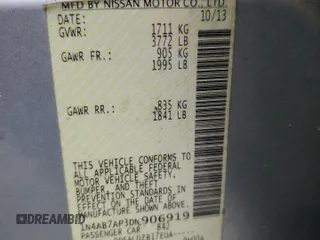 MFD BY NISSAN MOTOR CO., LTD.
DATE: 10/13
GVWR: 1711 KG
3772 LB
GAWR FR.: 905 KG
1995 LB
GAWR RR.: 835 KG
1841 LB
THIS VEHICLE CONFORMS TO
ALL APPLICABLE FEDERAL
MOTOR VEHICLE SAFETY,
BUMPER, AND THEFT
PREVENTION STANDARDS IN
EFFECT ON THE DATE OF
MANUFACTURE SHOWN ABOVE.
1N4AB7AP3DN906919
PASSENGER CAR
AUTOBIDCAR